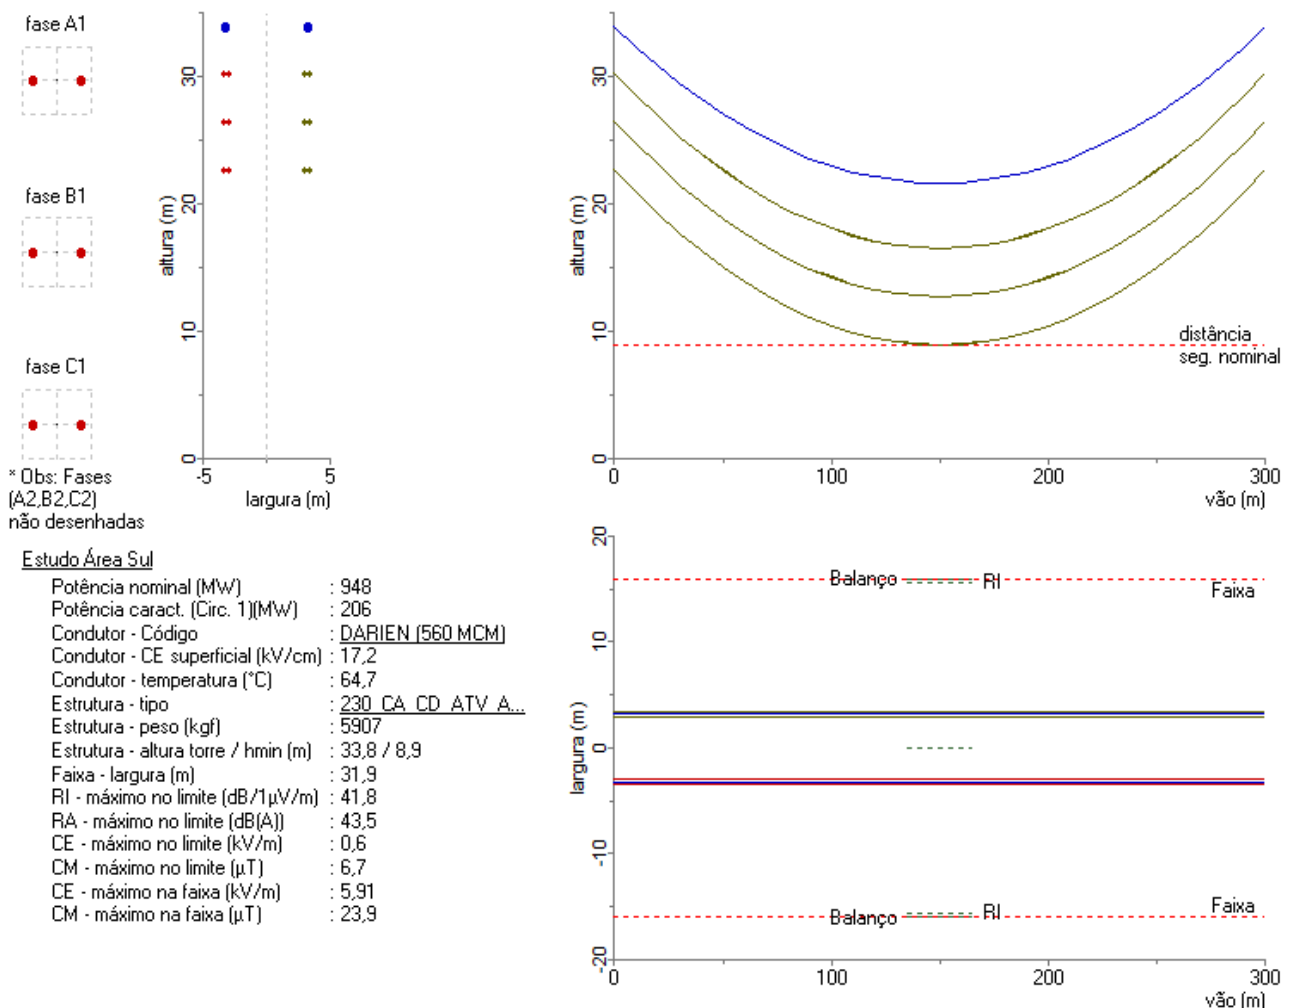 fase A1
fase B1
fase C1
* Obs: Fases
(A2,B2,C2)
não desenhadas
altura (m)
0
10
20
30
-5
5
largura (m)
altura (m)
0
10
20
30
distância
seg. nominal
0
100
200
300
vão (m)
Estudo Área Sul
Potência nominal (MW) : 948
Potência caract. (Circ. 1)(MW) : 206
Condutor - Código : DARIEN (560 MCM)
Condutor - CE superficial (kV/cm) : 17,2
Condutor - temperatura (°C) : 64,7
Estrutura - tipo : 230_CA_CD_ATV_A...
Estrutura - peso (kgf) : 5907
Estrutura - altura torre / hmin (m) : 33,8 / 8,9
Faixa - largura (m) : 31,9
RI - máximo no limite (dB/1µV/m) : 41,8
RA - máximo no limite (dB(A)) : 43,5
CE - máximo no limite (kV/m) : 0,6
CM - máximo no limite (µT) : 6,7
CE - máximo na faixa (kV/m) : 5,91
CM - máximo na faixa (µT) : 23,9
largura (m)
20
10
0
-10
-20
Balanço
RI
Faixa
Balanço
RI
Faixa
0
100
200
300
vão (m)